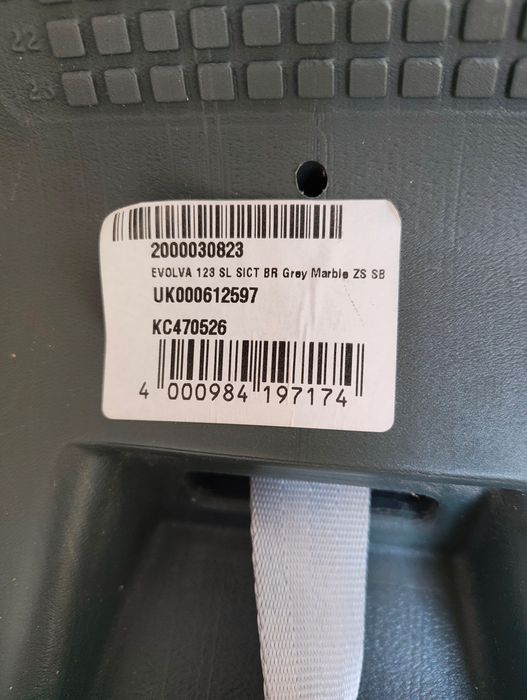 22
23
2000030823
EVOLVA 123 SL SICT BR Grey Marble ZS SB
UK000612597
KC470526
4 000984 197174